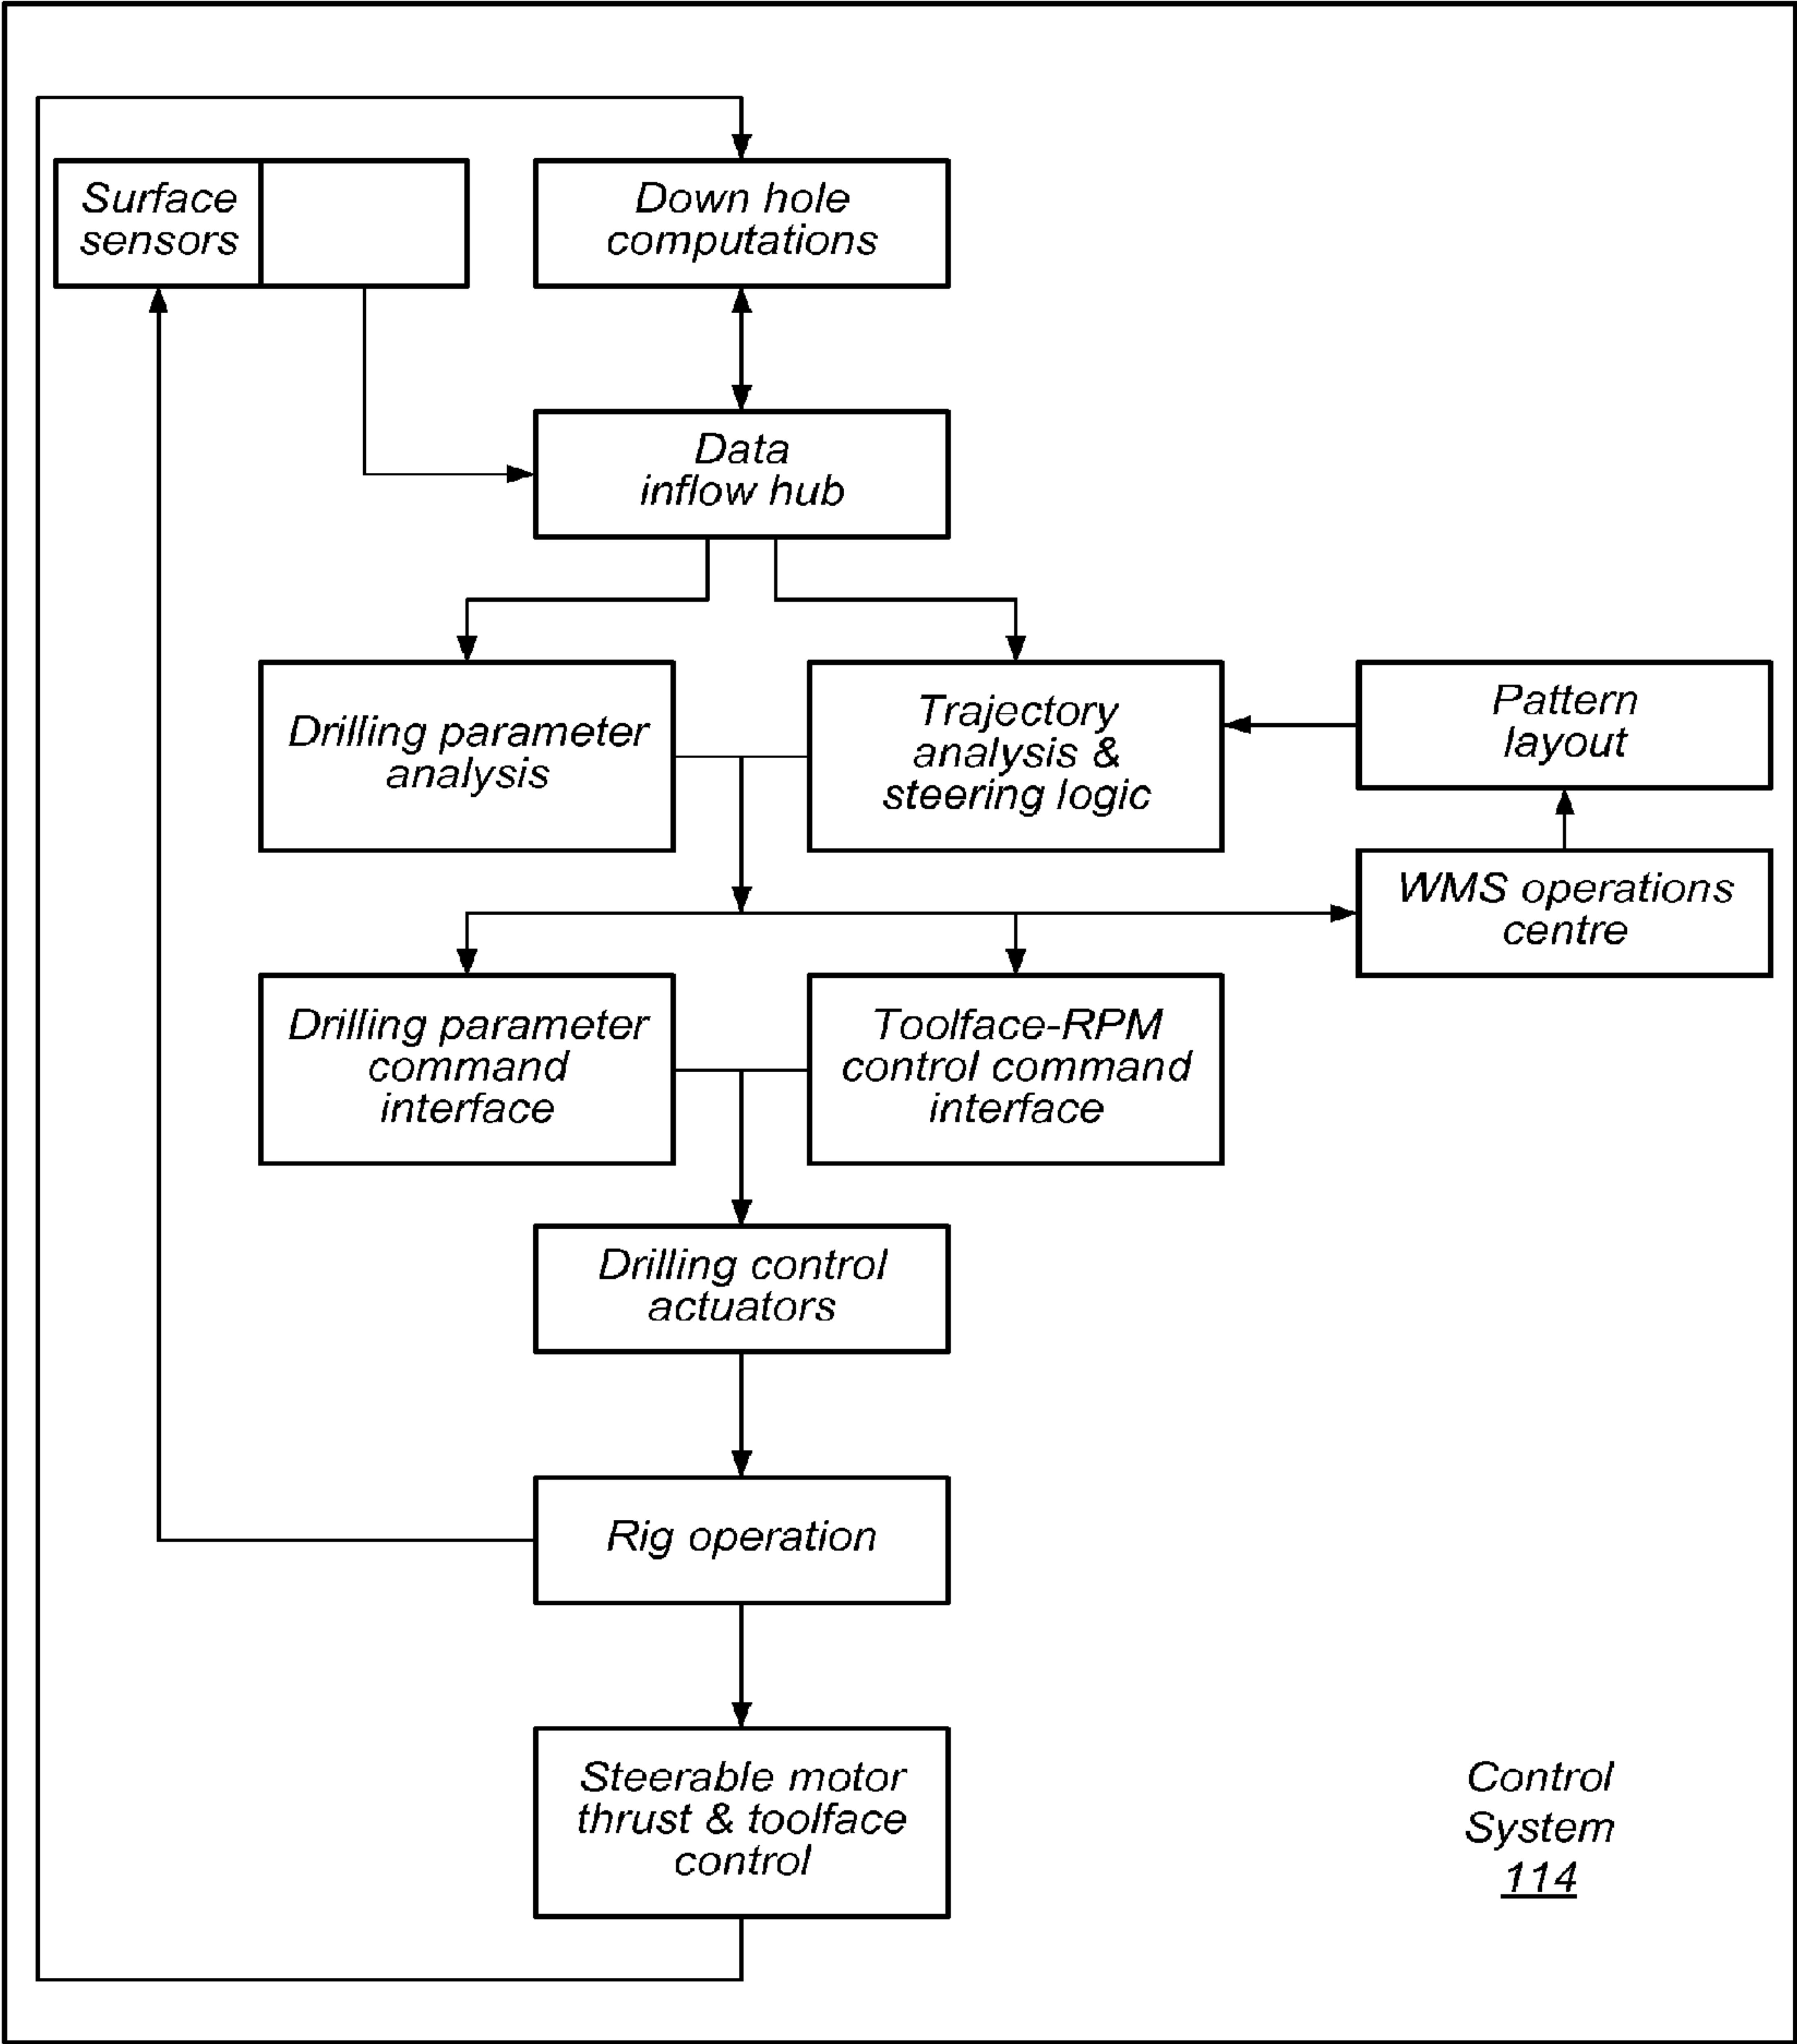 Surface
sensors
Down hole
computations
Data
inflow hub
Drilling parameter
analysis
Trajectory
analysis &
steering logic
Pattern
layout
WMS operations
centre
Drilling parameter
command
interface
Toolface-RPM
control command
interface
Drilling control
actuators
Rig operation
Steerable motor
thrust & toolface
control
Control
System
114